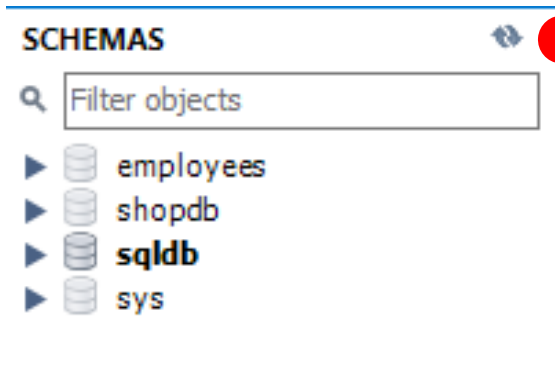 SCHEMAS
Filter objects
employees
shopdb
sqldb
sys